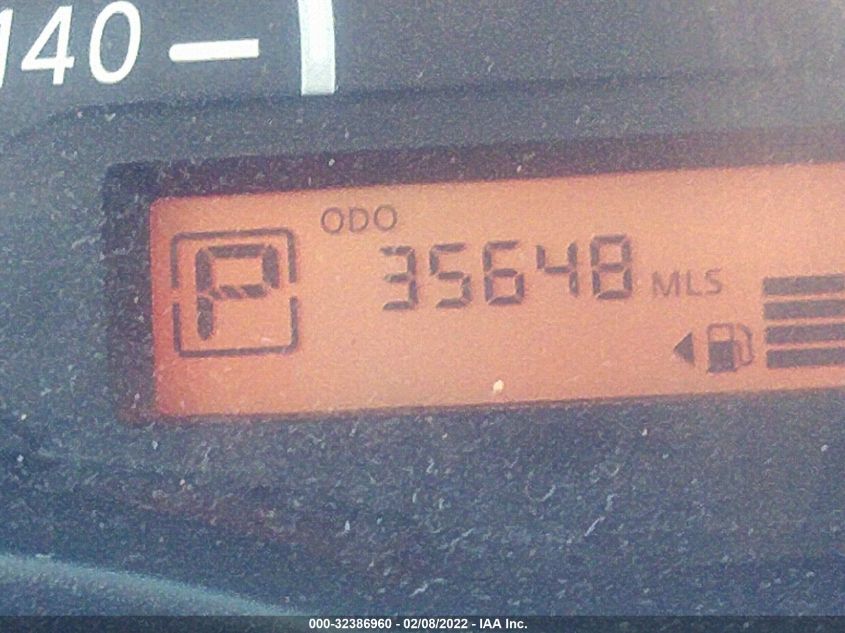 140
ODO
P 35648 MLS
000-32386960 - 02/08/2022 - IAA Inc.